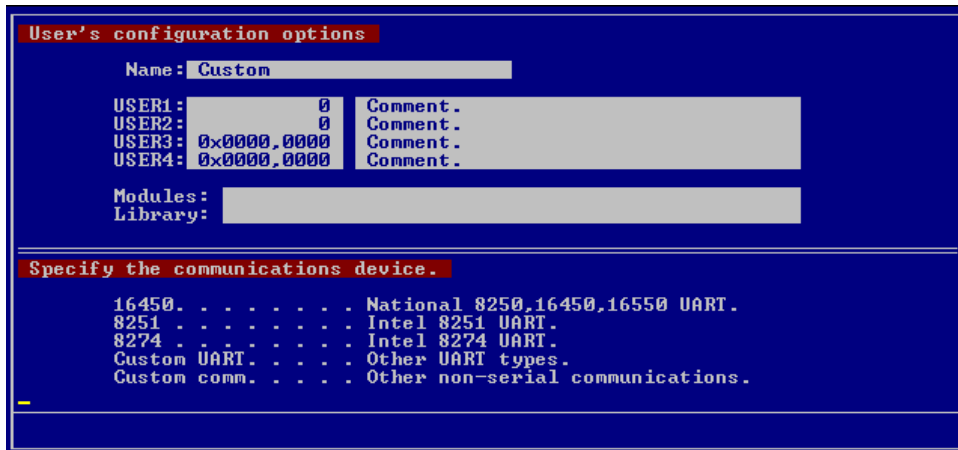 User's configuration options
Name: Custom
USER1: 0 Comment.
USER2: 0 Comment.
USER3: 0x0000,0000 Comment.
USER4: 0x0000,0000 Comment.
Modules:
Library:
Specify the communications device.
16450. . . . . . . . National 8250,16450,16550 UART.
8251 . . . . . . . . Intel 8251 UART.
8274 . . . . . . . . Intel 8274 UART.
Custom UART. . . . . Other UART types.
Custom comm. . . . . Other non-serial communications.